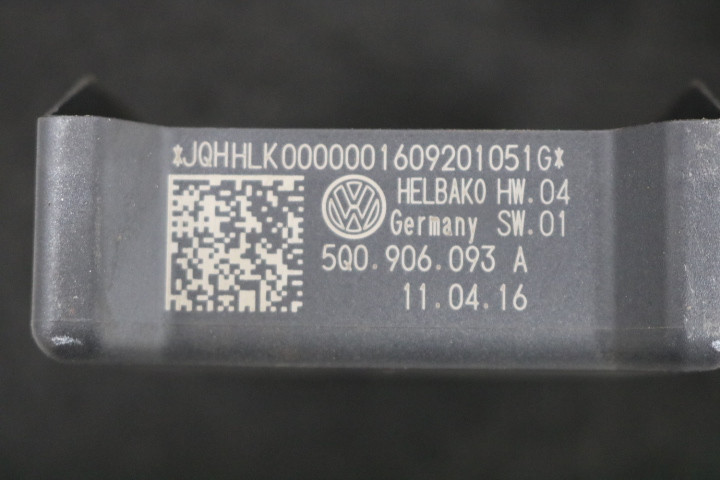 *JQHHLK0000001609201051G*
HELBAKO HW.04
Germany SW.01
5Q0.906.093 A
11.04.16